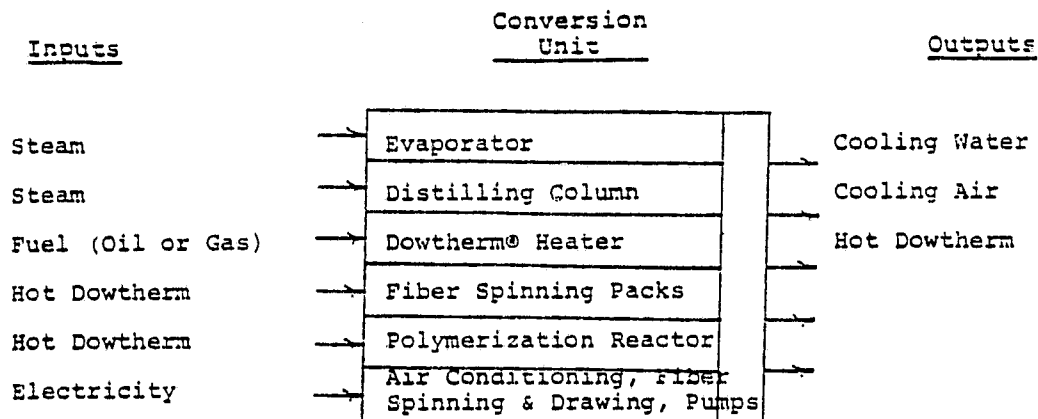 Inputs
Conversion
Unit
Outputs
Steam
Evaporator
Cooling Water
Steam
Distilling Column
Cooling Air
Fuel (Oil or Gas)
Dowtherm® Heater
Hot Dowtherm
Hot Dowtherm
Fiber Spinning Packs
Hot Dowtherm
Polymerization Reactor
Electricity
Air Conditioning, Fiber
Spinning & Drawing, Pumps